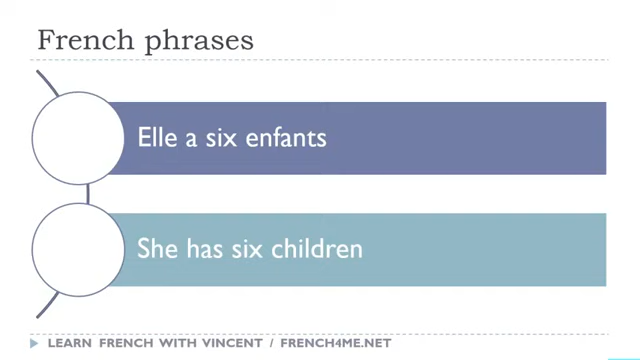 French phrases
Elle a six enfants
She has six children
LEARN FRENCH WITH VINCENT / FRENCH4ME.NET